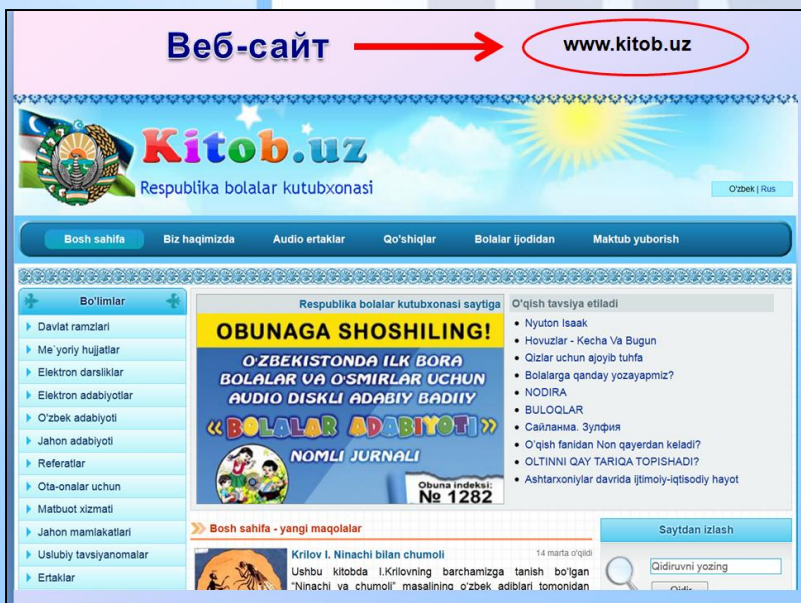 Веб-сайт
www.kitob.uz
Kitob.uz
Respublika bolalar kutubxonasi
O'zbek | Rus
Bosh sahifa
Biz haqimizda
Audio ertaklar
Qo'shiqlar
Bolalar ijodidan
Maktub yuborish
Bo'limlar
Davlat ramzlari
Me`yoriy hujjatlar
Elektron darsliklar
Elektron adabiyotlar
O'zbek adabiyoti
Jahon adabiyoti
Referatlar
Ota-onalar uchun
Matbuot xizmati
Jahon mamlakatlari
Uslubiy tavsiyanomalar
Ertaklar
Respublika bolalar kutubxonasi saytiga
OBUNAGA SHOSHILING!
O'ZBEKISTONDA ILK BORA
BOLALAR VA O'SMIRLAR UCHUN
AUDIO DISKLI ADABIY BADIIY
«BOLALAR ADABIYOTI»
NOMLI JURNALI
Obuna indeksi:
№ 1282
O'qish tavsiya etiladi
Nyuton Isaak
Hovuzlar - Kecha Va Bugun
Qizlar uchun ajoyib tuhfa
Bolalarga qanday yozayapmiz?
NODIRA
BULOQLAR
Сайланма. Зулфия
O'qish fanidan Non qayerdan keladi?
OLTINNI QAY TARIQA TOPISHADI?
Ashtarxoniylar davrida ijtimoiy-iqtisodiy hayot
Bosh sahifa - yangi maqolalar
Krilov I. Ninachi bilan chumoli
14 marta o'qildi
Ushbu kitobda I.Krilovning barchamizga tanish bo'lgan
"Ninachi va chumoli" masalining o'zbek adiblari tomonidan
Saytdan izlash
Qidiruvni yozing
Qidir